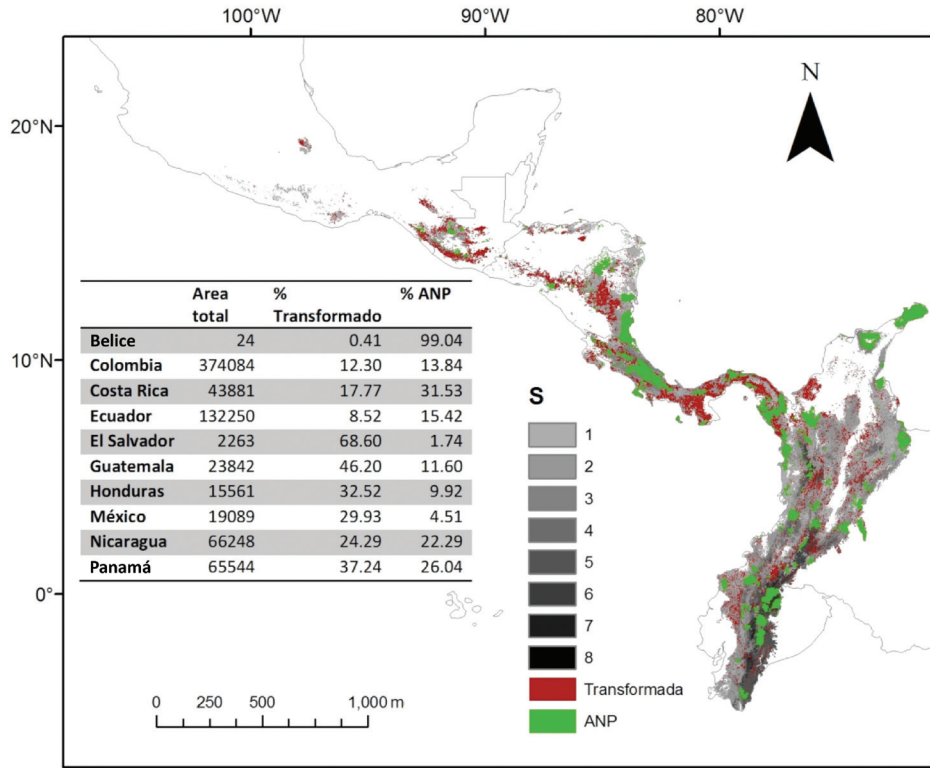 100°W 90°W 80°W
N
20°N
10°N
0°
Area total % Transformado % ANP
Belice 24 0.41 99.04
Colombia 374084 12.30 13.84
Costa Rica 43881 17.77 31.53
Ecuador 132250 8.52 15.42
El Salvador 2263 68.60 1.74
Guatemala 23842 46.20 11.60
Honduras 15561 32.52 9.92
México 19089 29.93 4.51
Nicaragua 66248 24.29 22.29
Panamá 65544 37.24 26.04
S
1
2
3
4
5
6
7
8
Transformada
ANP
0 250 500 1,000 m